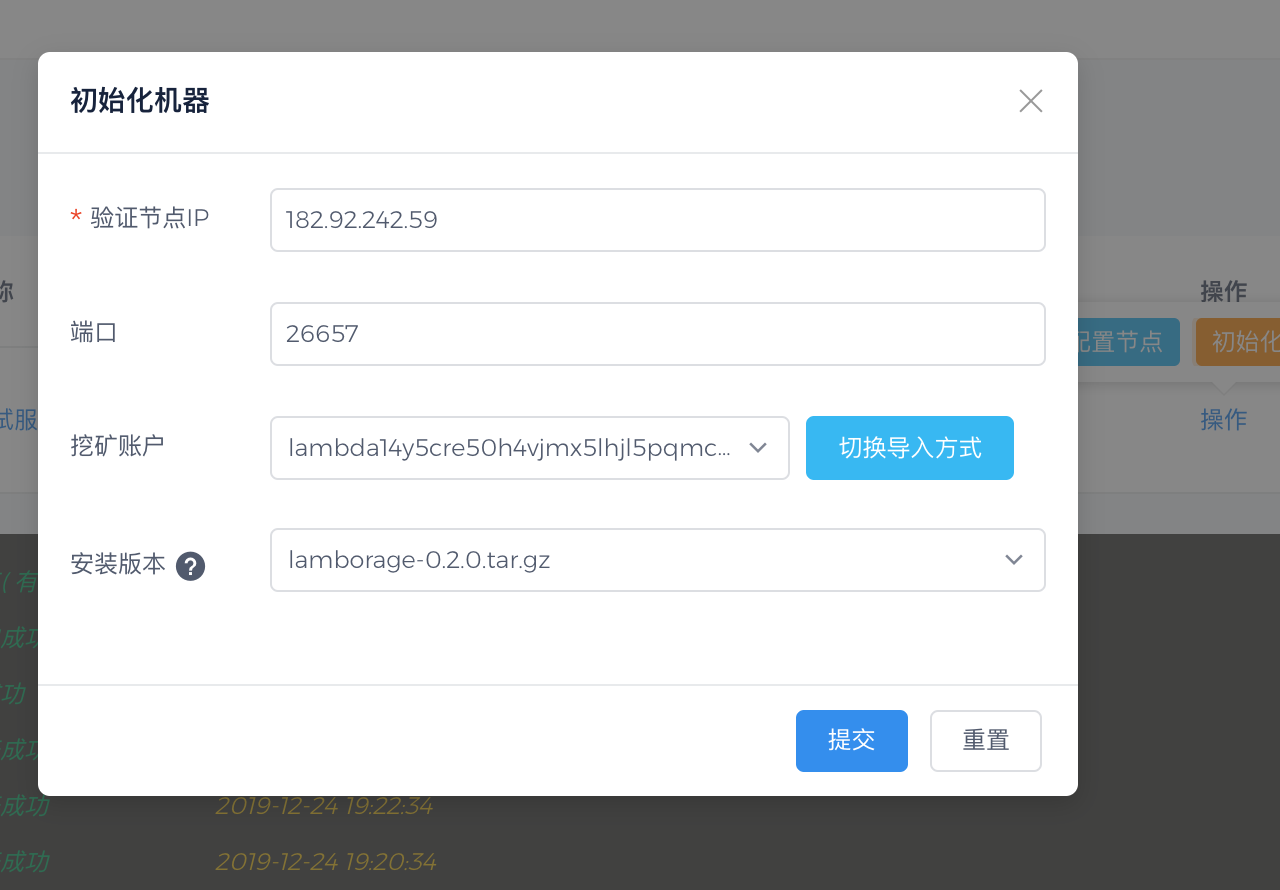 初始化机器
* 验证节点IP
182.92.242.59
端口
26657
挖矿账户
lambda14y5cre50h4vjmx5lhjl5pqmc...
切换导入方式
安装版本 ?
lamborage-0.2.0.tar.gz
提交
重置
称
操作
配置节点
初始化
试服
操作
( 有
成功
功
成功
成功 2019-12-24 19:22:34
成功 2019-12-24 19:20:34